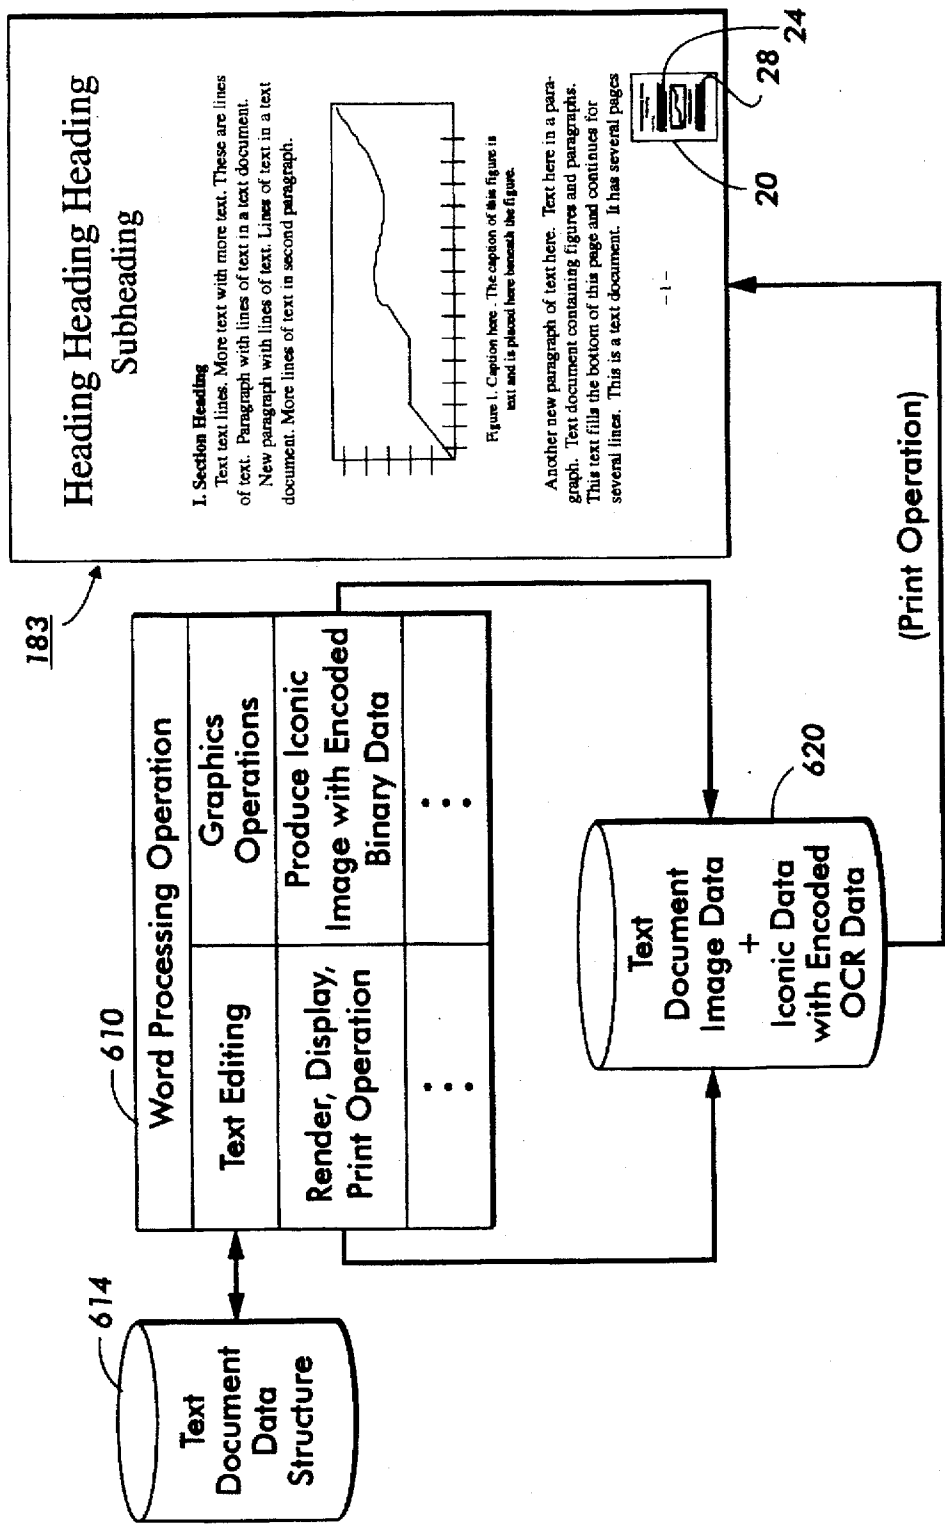 614
Text
Document
Data
Structure
610
Word Processing Operation
Text Editing
Graphics
Operations
Render, Display,
Print Operation
Produce Iconic
Image with Encoded
Binary Data
Text
Document
Image Data
+
Iconic Data
with Encoded
OCR Data
620
(Print Operation)
183
Heading Heading Heading
Subheading
I. Section Heading
Text text lines. More text with more text. These are lines
of text. Paragraph with lines of text in a text document.
New paragraph with lines of text. Lines of text in a text
document. More lines of text in second paragraph.
Figure 1. Caption here - The caption of this figure is
text and is placed here beneath the figure.
Another new paragraph of text here. Text here in a para-
graph. Text document containing figures and paragraphs.
This text fills the bottom of this page and continues for
several lines. This is a text document. It has several pages
-1-
20
28
24